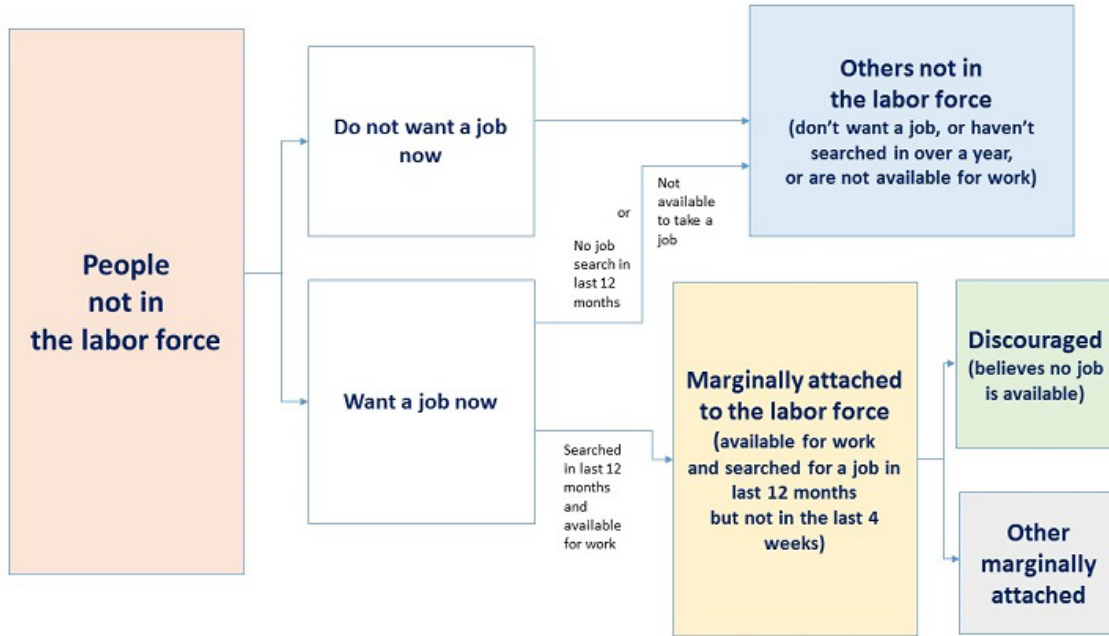 People
not in
the labor force
Do not want a job
now
Want a job now
or
No job
search in
last 12
months
Not
available
to take a
job
Searched
in last 12
months
and
available
for work
Others not in
the labor force
(don't want a job, or haven't
searched in over a year,
or are not available for work)
Marginally attached
to the labor force
(available for work
and searched for a job in
last 12 months
but not in the last 4
weeks)
Discouraged
(believes no job
is available)
Other
marginally
attached